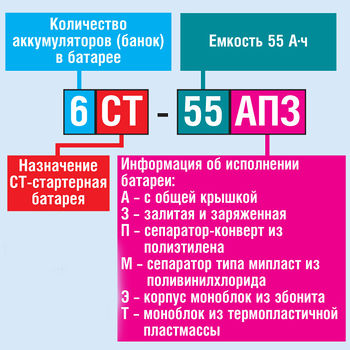 Количество
аккумуляторов (банок)
в батарее
Емкость 55 А·ч
6 СТ - 55 АПЗ
Назначение
СТ-стартерная
батарея
Информация об исполнении
батареи:
А – с общей крышкой
З – залитая и заряженная
П – сепаратор-конверт из
полиэтилена
М – сепаратор типа мипласт из
поливинилхлорида
Э – корпус моноблок из эбонита
Т – моноблок из термопластичной
пластмассы